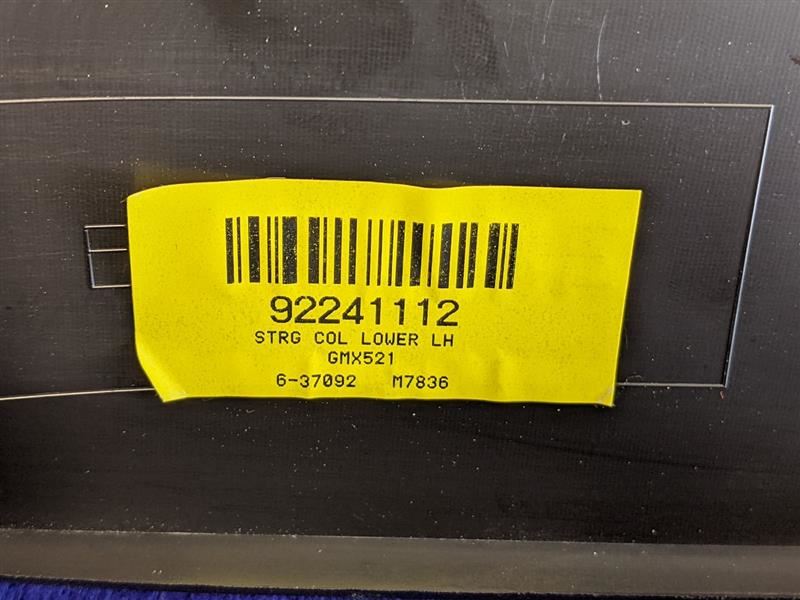 92241112
STRG COL LOWER LH
GMX521
6-37092 M7836